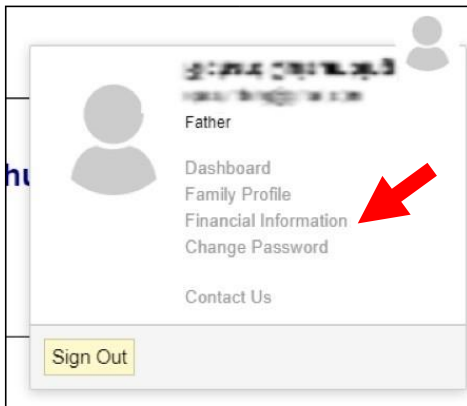 Father
Dashboard
Family Profile
Financial Information
Change Password
Contact Us
Sign Out